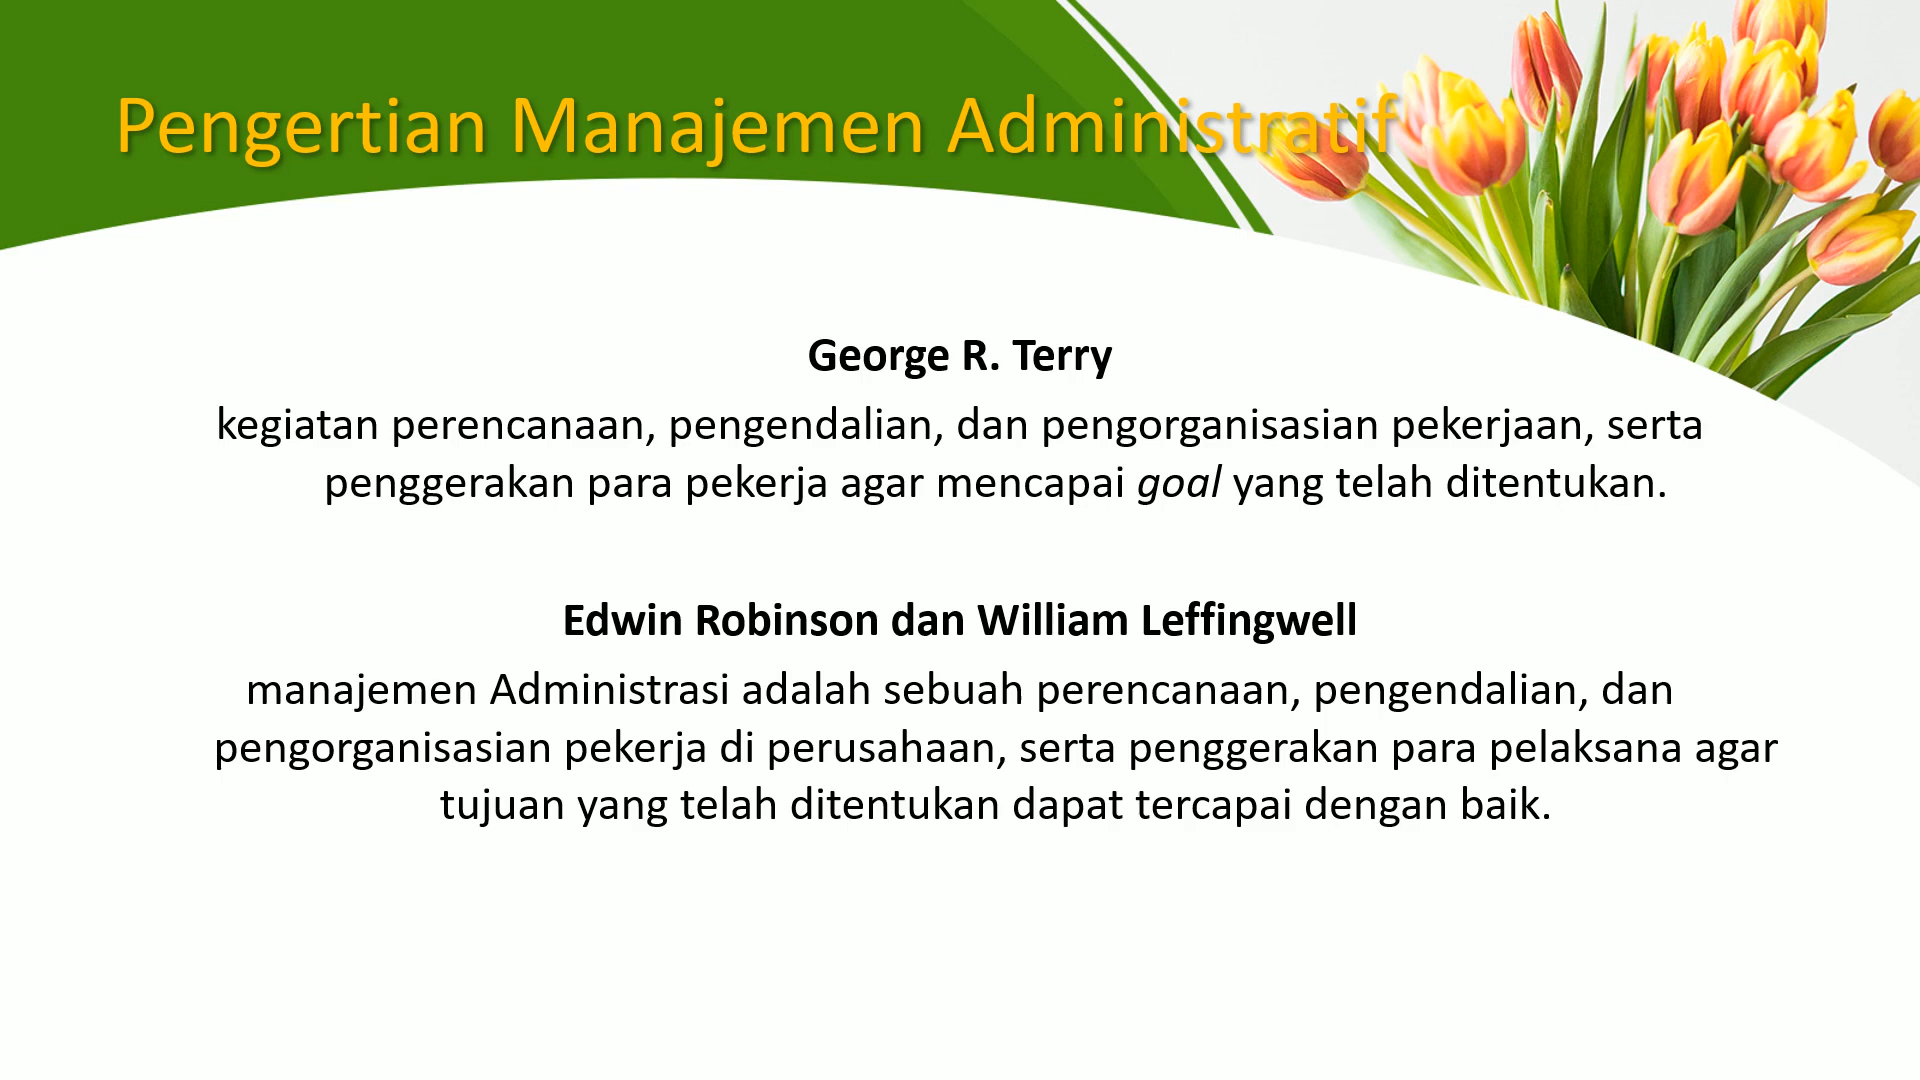 Pengertian Manajemen Administratif
George R. Terry
kegiatan perencanaan, pengendalian, dan pengorganisasian pekerjaan, serta
penggerakan para pekerja agar mencapai goal yang telah ditentukan.
Edwin Robinson dan William Leffingwell
manajemen Administrasi adalah sebuah perencanaan, pengendalian, dan
pengorganisasian pekerja di perusahaan, serta penggerakan para pelaksana agar
tujuan yang telah ditentukan dapat tercapai dengan baik.